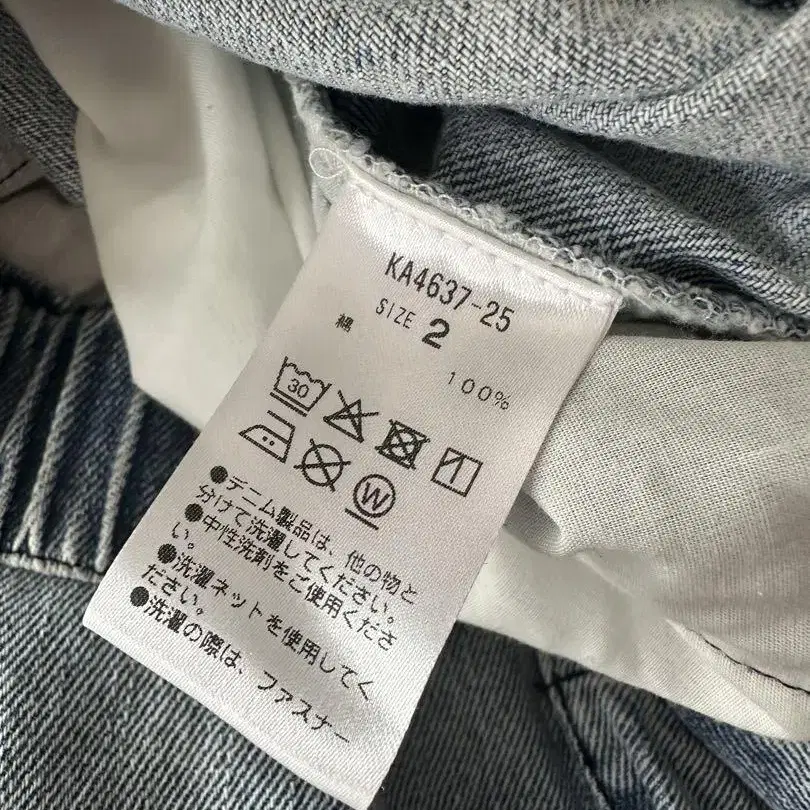 KA4637-25
SIZE 2
綿
100%
30
W
●デニム製品は、他の物と
分けて洗濯してください。
●中性洗剤をご使用くださ
い。
●洗濯ネットを使用してく
ださい。
●洗濯の際は、ファスナー